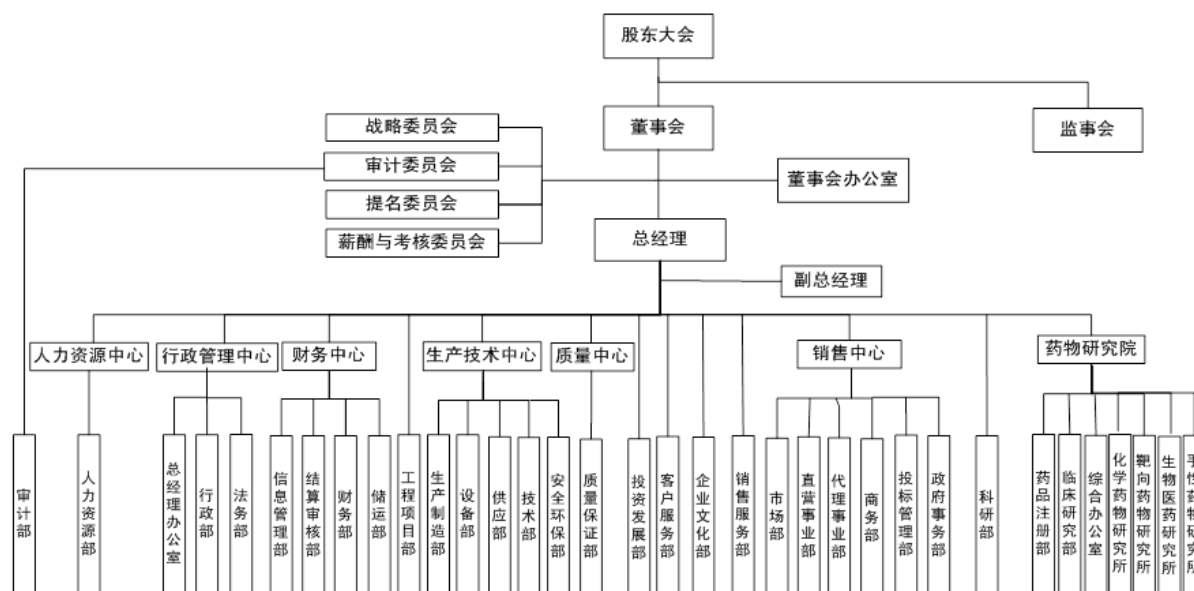 股东大会
董事会
监事会
战略委员会
审计委员会
提名委员会
薪酬与考核委员会
董事会办公室
总经理
副总经理
人力资源中心
行政管理中心
财务中心
生产技术中心
质量中心
销售中心
药物研究院
审计部
人力资源部
总经理办公室
行政部
法务部
信息管理部
结算审核部
财务部
储运部
工程项目部
生产制造部
设备部
供应部
技术部
安全环保部
质量保证部
投资发展部
客户服务部
企业文化部
销售服务部
市场部
直营事业部
代理事业部
商务部
投标管理部
政府事务部
科研部
药品注册部
临床研究部
综合办公室
化学药物研究所
靶向药物研究所
生物医药研究所
手性药物研究所